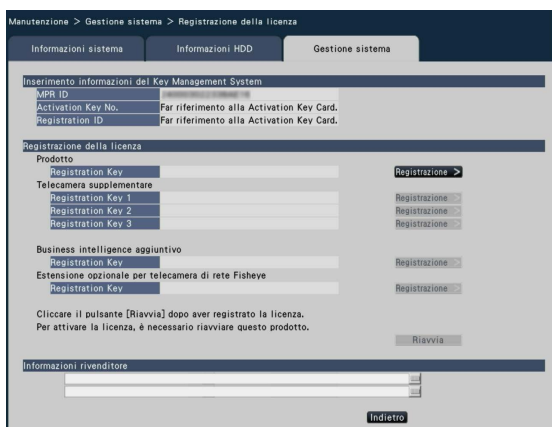 Manutenzione > Gestione sistema > Registrazione della licenza
Informazioni sistema
Informazioni HDD
Gestione sistema
Inserimento informazioni del Key Management System
MPR ID
Activation Key No. Far riferimento alla Activation Key Card.
Registration ID Far riferimento alla Activation Key Card.
Registrazione della licenza
Prodotto
Registration Key Registrazione >
Telecamera supplementare
Registration Key 1 Registrazione >
Registration Key 2 Registrazione >
Registration Key 3 Registrazione >
Business intelligence aggiuntivo
Registration Key Registrazione >
Estensione opzionale per telecamera di rete Fisheye
Registration Key Registrazione >
Cliccare il pulsante [Riavvia] dopo aver registrato la licenza.
Per attivare la licenza, è necessario riavviare questo prodotto.
Riavvia
Informazioni rivenditore
Indietro